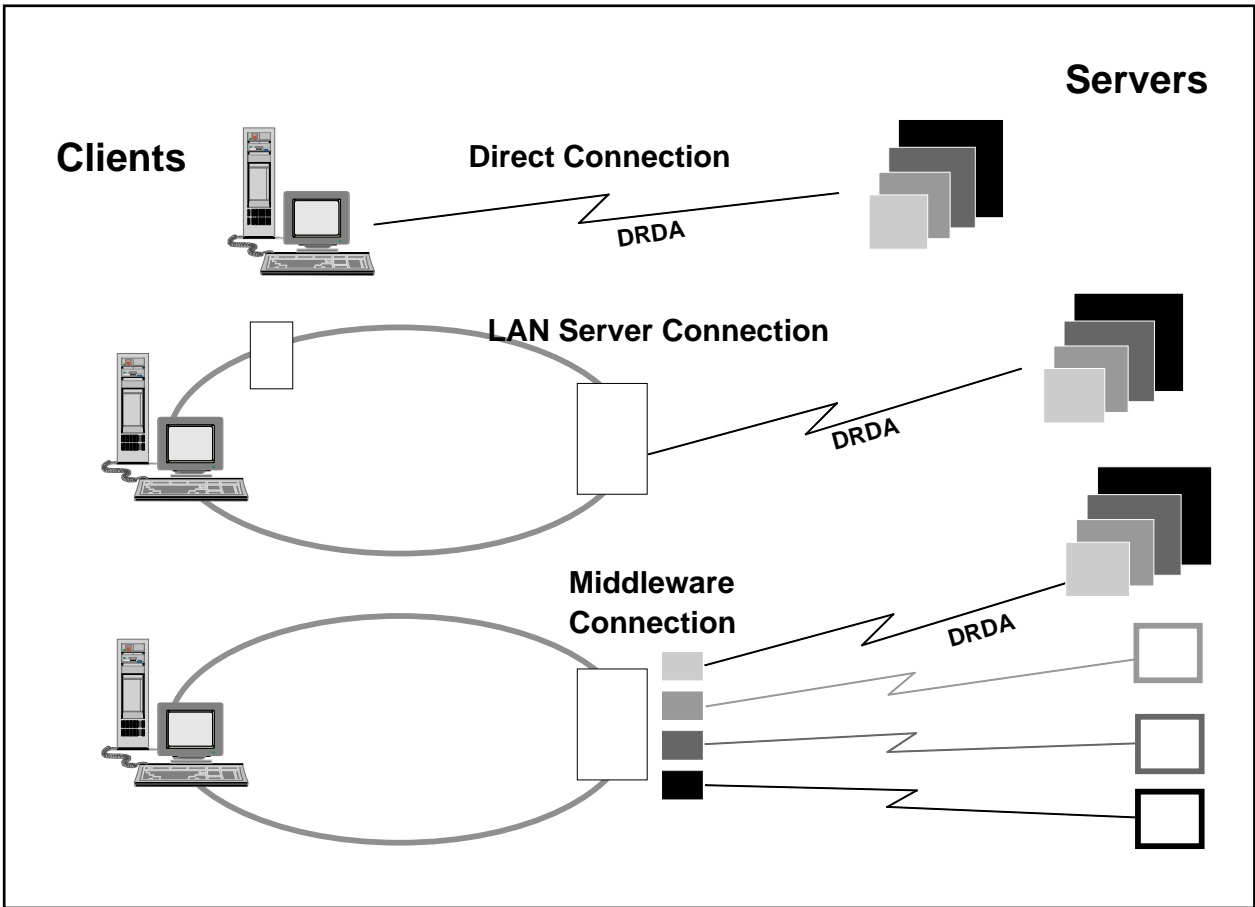 Servers
Clients
Direct Connection
DRDA
LAN Server Connection
DRDA
Middleware
Connection
DRDA